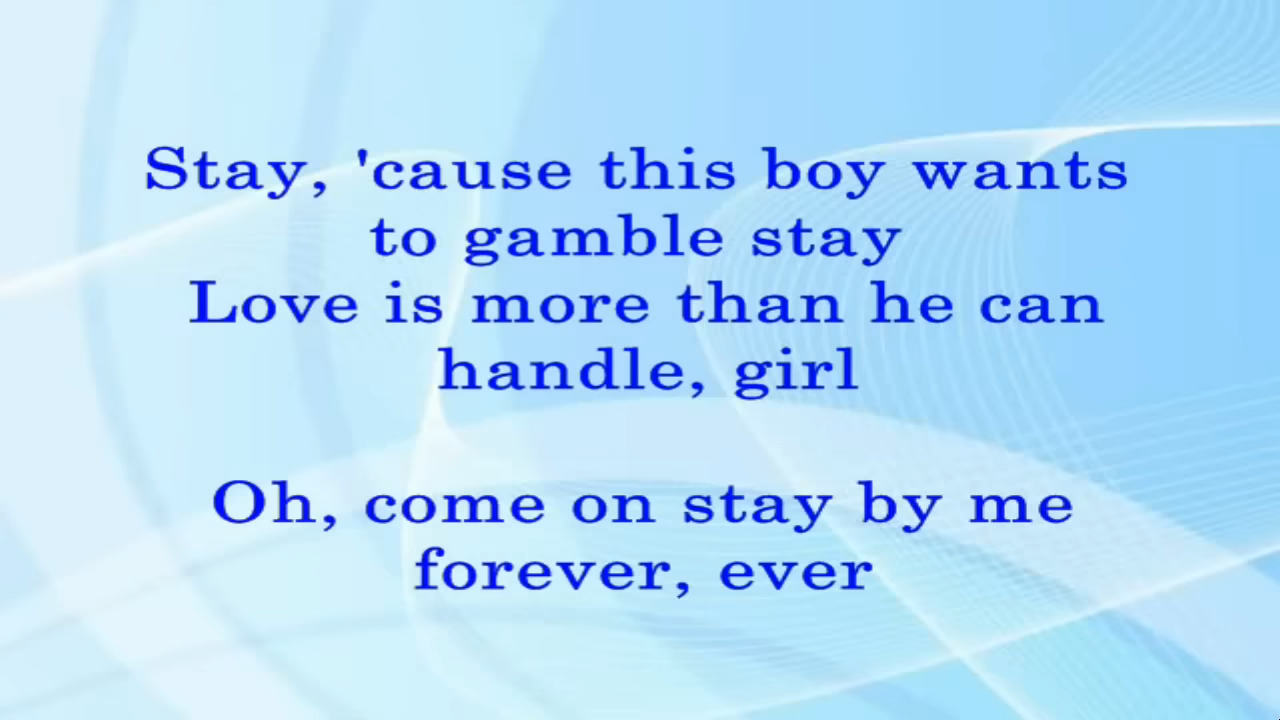 Stay, 'cause this boy wants
to gamble stay
Love is more than he can
handle, girl
Oh, come on stay by me
forever, ever